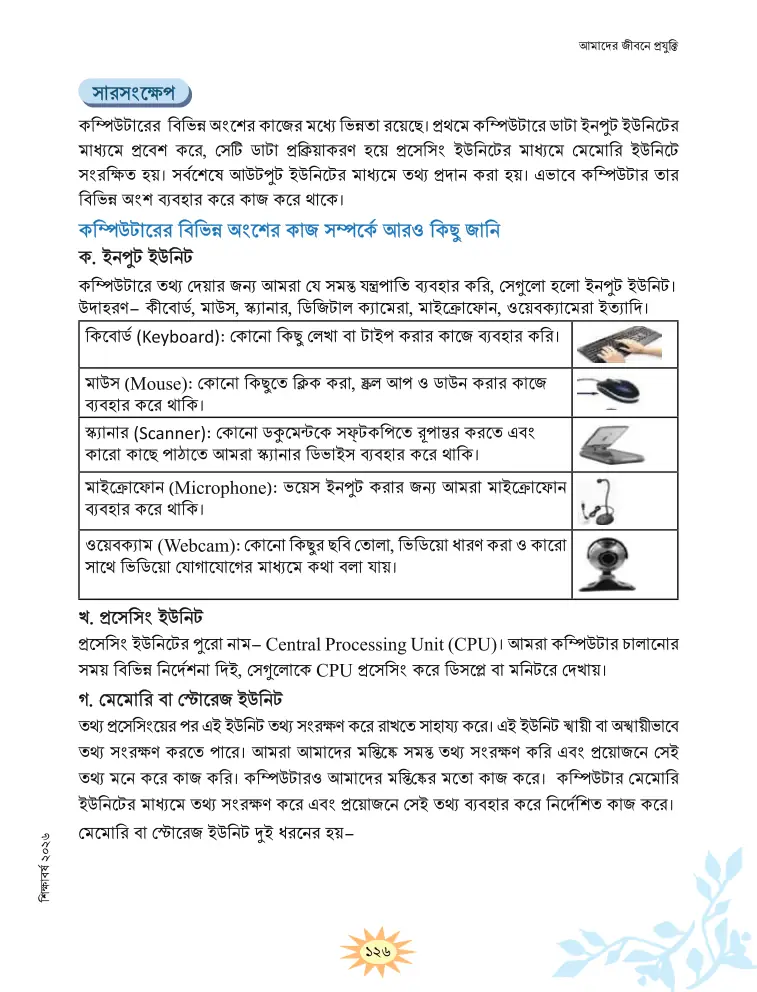 আমাদের জীবনে প্রযুক্তি
সারসংক্ষেপ
কম্পিউটারের বিভিন্ন অংশের কাজের মধ্যে ভিন্নতা রয়েছে। প্রথমে কম্পিউটারে ডাটা ইনপুট ইউনিটের
মাধ্যমে প্রবেশ করে, সেটি ডাটা প্রক্রিয়াকরণ হয়ে প্রসেসিং ইউনিটের মাধ্যমে মেমোরি ইউনিটে
সংরক্ষিত হয়। সর্বশেষে আউটপুট ইউনিটের মাধ্যমে তথ্য প্রদান করা হয়। এভাবে কম্পিউটার তার
বিভিন্ন অংশ ব্যবহার করে কাজ করে থাকে।
কম্পিউটারের বিভিন্ন অংশের কাজ সম্পর্কে আরও কিছু জানি
ক. ইনপুট ইউনিট
কম্পিউটারে তথ্য দেয়ার জন্য আমরা যে সমস্ত যন্ত্রপাতি ব্যবহার করি, সেগুলো হলো ইনপুট ইউনিট।
উদাহরণ– কীবোর্ড, মাউস, স্ক্যানার, ডিজিটাল ক্যামেরা, মাইক্রোফোন, ওয়েবক্যামেরা ইত্যাদি।
কিবোর্ড (Keyboard): কোনো কিছু লেখা বা টাইপ করার কাজে ব্যবহার করি।
মাউস (Mouse): কোনো কিছুতে ক্লিক করা, স্ক্রল আপ ও ডাউন করার কাজে
ব্যবহার করে থাকি।
স্ক্যানার (Scanner): কোনো ডকুমেন্টকে সফ্‌টকপিতে রূপান্তর করতে এবং
কারো কাছে পাঠাতে আমরা স্ক্যানার ডিভাইস ব্যবহার করে থাকি।
মাইক্রোফোন (Microphone): ভয়েস ইনপুট করার জন্য আমরা মাইক্রোফোন
ব্যবহার করে থাকি।
ওয়েবক্যাম (Webcam): কোনো কিছুর ছবি তোলা, ভিডিয়ো ধারণ করা ও কারো
সাথে ভিডিয়ো যোগাযোগের মাধ্যমে কথা বলা যায়।
খ. প্রসেসিং ইউনিট
প্রসেসিং ইউনিটের পুরো নাম– Central Processing Unit (CPU)। আমরা কম্পিউটার চালানোর
সময় বিভিন্ন নির্দেশনা দিই, সেগুলোকে CPU প্রসেসিং করে ডিসপ্লে বা মনিটরে দেখায়।
গ. মেমোরি বা স্টোরেজ ইউনিট
তথ্য প্রসেসিংয়ের পর এই ইউনিট তথ্য সংরক্ষণ করে রাখতে সাহায্য করে। এই ইউনিট স্থায়ী বা অস্থায়ীভাবে
তথ্য সংরক্ষণ করতে পারে। আমরা আমাদের মস্তিষ্কে সমস্ত তথ্য সংরক্ষণ করি এবং প্রয়োজনে সেই
তথ্য মনে করে কাজ করি। কম্পিউটারও আমাদের মস্তিষ্কের মতো কাজ করে। কম্পিউটার মেমোরি
ইউনিটের মাধ্যমে তথ্য সংরক্ষণ করে এবং প্রয়োজনে সেই তথ্য ব্যবহার করে নির্দেশিত কাজ করে।
মেমোরি বা স্টোরেজ ইউনিট দুই ধরনের হয়–
শিক্ষাবর্ষ ২০২৬
১২৬